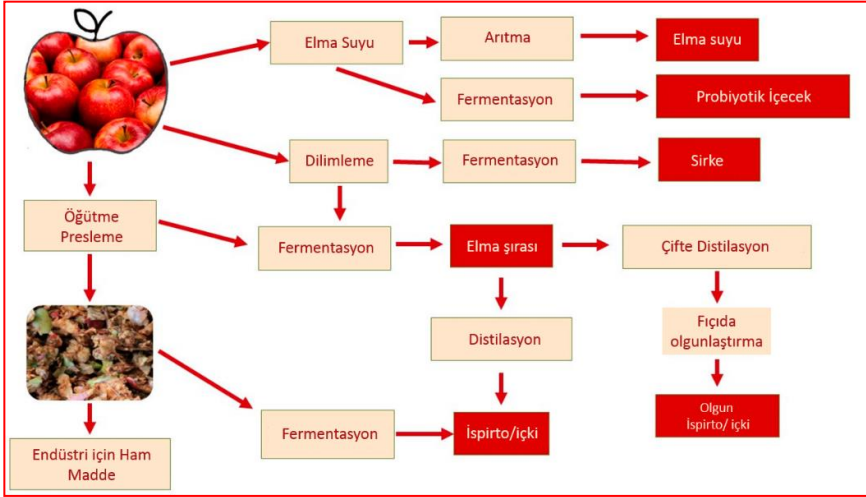 Elma Suyu
Arıtma
Elma suyu
Fermentasyon
Probiyotik İçecek
Dilimleme
Fermentasyon
Sirke
Öğütme
Presleme
Fermentasyon
Elma şırası
Çifte Distilasyon
Distilasyon
Fıçıda
olgunlaştırma
Fermentasyon
İspirto/içki
Olgun
İspirto/ içki
Endüstri için Ham
Madde